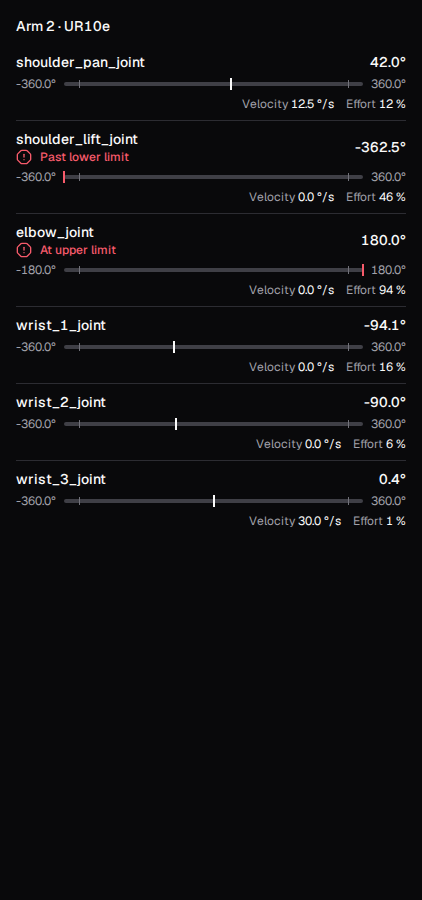 Arm 2 · UR10e
shoulder_pan_joint 42.0°
-360.0° 360.0°
Velocity 12.5 °/s Effort 12 %
shoulder_lift_joint -362.5°
Past lower limit
-360.0° 360.0°
Velocity 0.0 °/s Effort 46 %
elbow_joint 180.0°
At upper limit
-180.0° 180.0°
Velocity 0.0 °/s Effort 94 %
wrist_1_joint -94.1°
-360.0° 360.0°
Velocity 0.0 °/s Effort 16 %
wrist_2_joint -90.0°
-360.0° 360.0°
Velocity 0.0 °/s Effort 6 %
wrist_3_joint 0.4°
-360.0° 360.0°
Velocity 30.0 °/s Effort 1 %